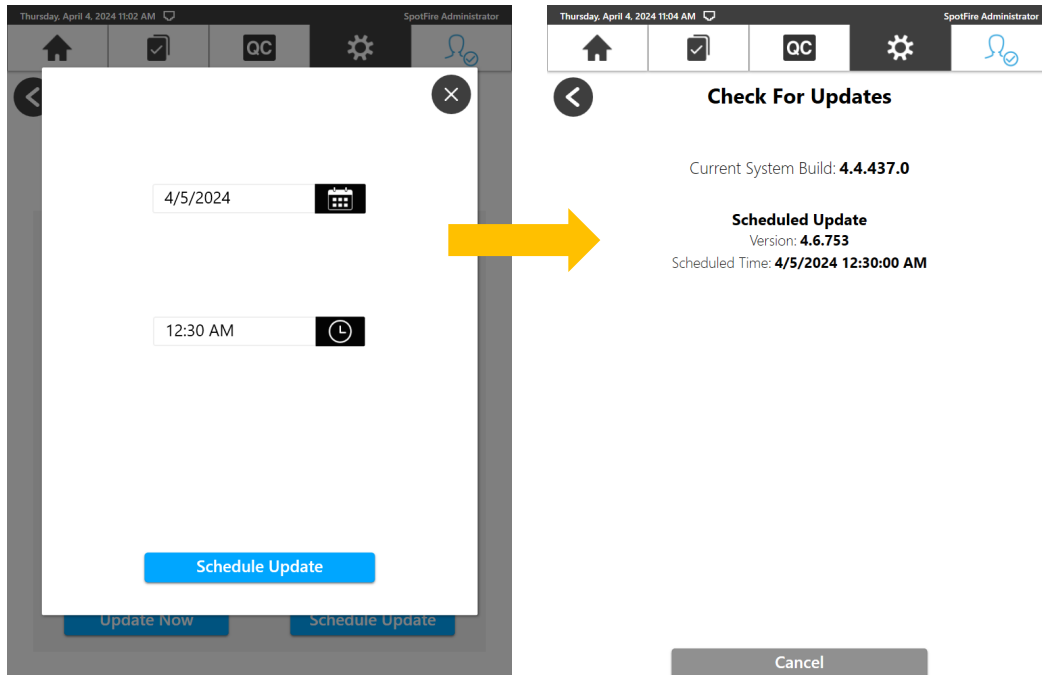 Thursday, April 4, 2024 11:02 AM
SpotFire Administrator
QC
4/5/2024
12:30 AM
Schedule Update
Update Now
Schedule Update
Thursday, April 4, 2024 11:04 AM
SpotFire Administrator
QC
Check For Updates
Current System Build: 4.4.437.0
Scheduled Update
Version: 4.6.753
Scheduled Time: 4/5/2024 12:30:00 AM
Cancel